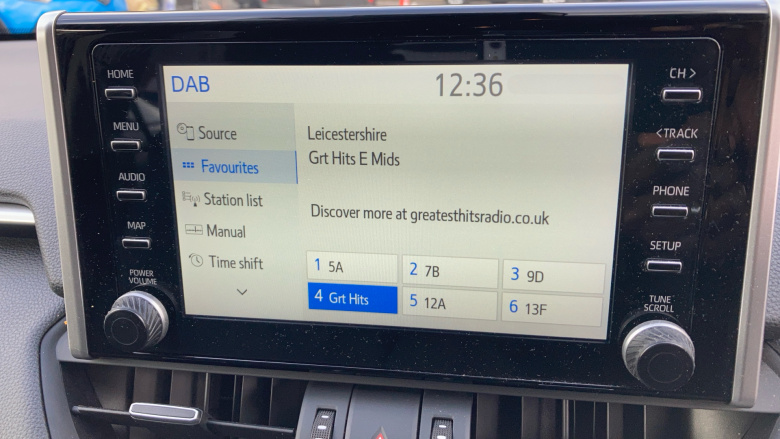 HOME
MENU
AUDIO
MAP
POWER
VOLUME
DAB
12:36
Source
Favourites
Station list
Manual
Time shift
Leicestershire
Grt Hits E Mids
Discover more at greatesthitsradio.co.uk
1 5A
2 7B
3 9D
4 Grt Hits
5 12A
6 13F
CH >
< TRACK
PHONE
SETUP
TUNE
SCROLL